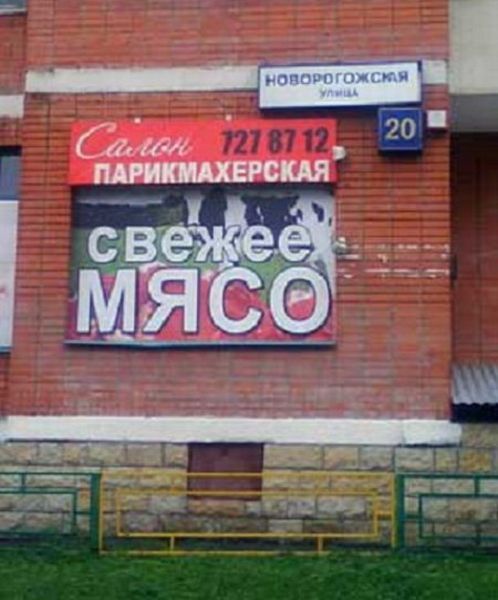 НОВОРОГОЖСКАЯ
УЛИЦА
20
Салон 727 87 12
ПАРИКМАХЕРСКАЯ
свежее
МЯСО